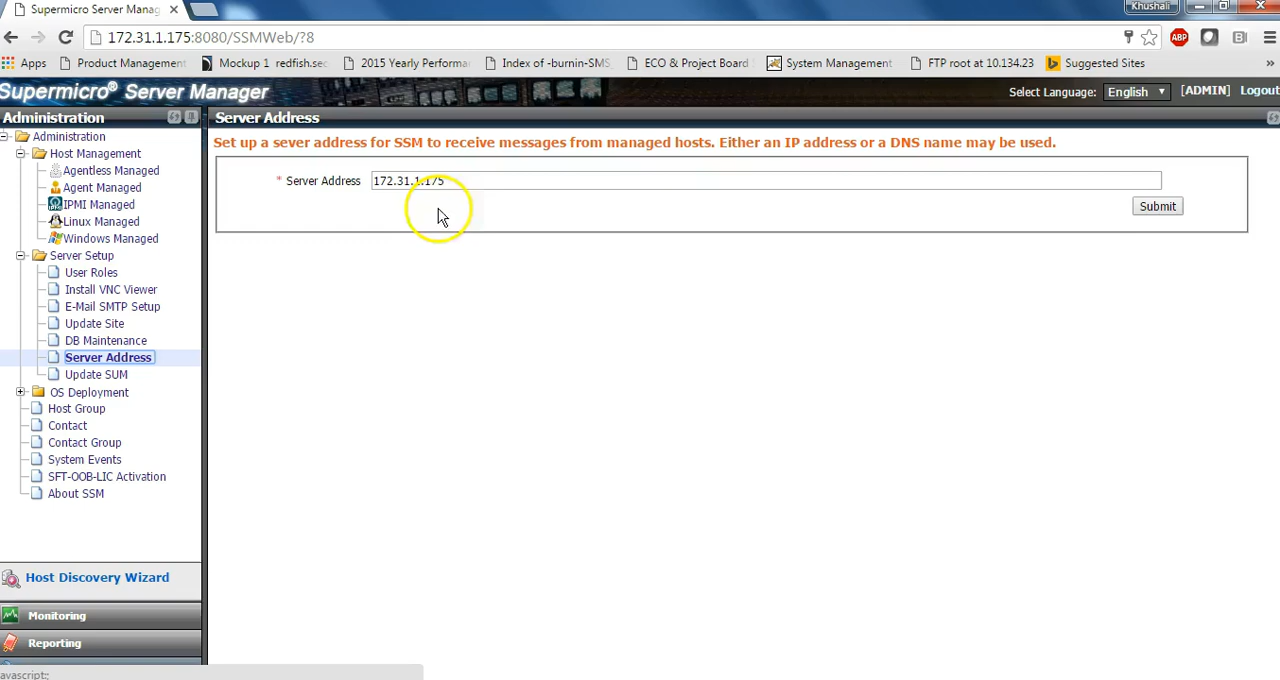 Supermicro Server Manag
Khushali
172.31.1.175:8080/SSMWeb/?8
ABP
Apps
Product Management
Mockup 1 redfish.sec
2015 Yearly Performa
Index of -burnin-SMS
ECO & Project Board
System Management
FTP root at 10.134.23
Suggested Sites
»
Supermicro® Server Manager
Select Language:
English
[ADMIN]
Logout
Administration
Server Address
Administration
Host Management
Agentless Managed
Agent Managed
IPMI Managed
Linux Managed
Windows Managed
Server Setup
User Roles
Install VNC Viewer
E-Mail SMTP Setup
Update Site
DB Maintenance
Server Address
Update SUM
OS Deployment
Host Group
Contact
Contact Group
System Events
SFT-OOB-LIC Activation
About SSM
Host Discovery Wizard
Monitoring
Reporting
avascript:;
Set up a sever address for SSM to receive messages from managed hosts. Either an IP address or a DNS name may be used.
* Server Address
172.31.1.175
Submit